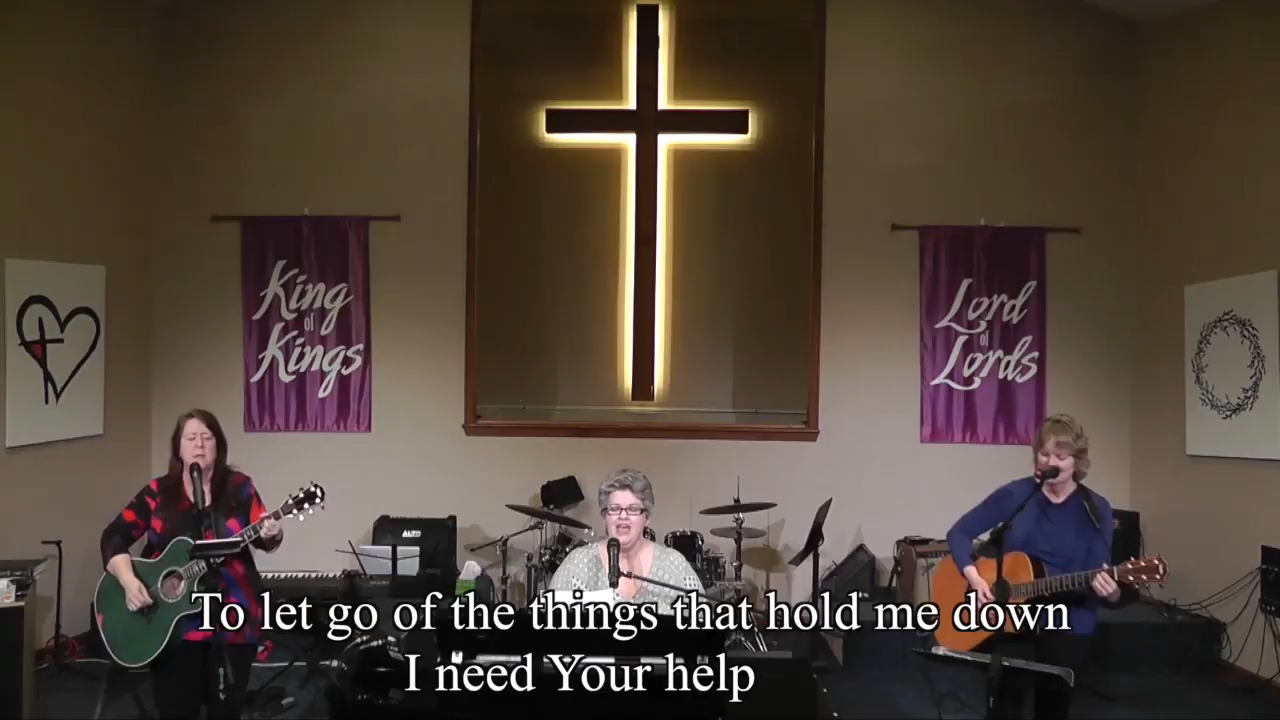 King
of
Kings
Lord
of
Lords
ALTO
To let go of the things that hold me down
I need Your help